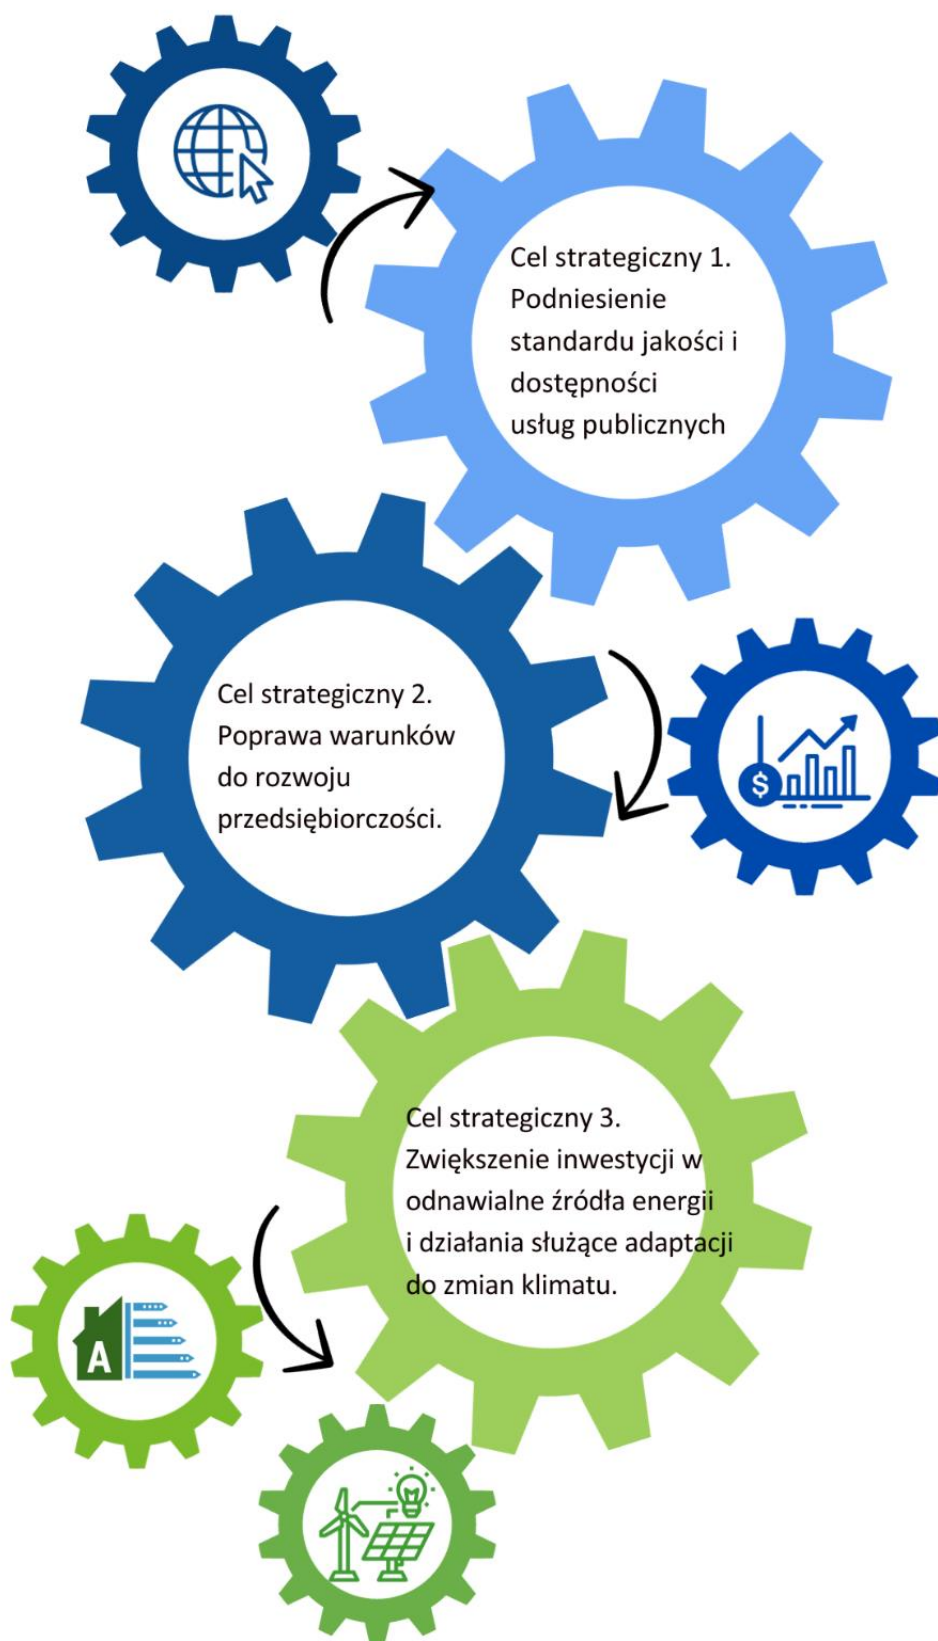 Cel strategiczny 1.
Podniesienie
standardu jakości i
dostępności
usług publicznych
Cel strategiczny 2.
Poprawa warunków
do rozwoju
przedsiębiorczości.
$
Cel strategiczny 3.
Zwiększenie inwestycji w
odnawialne źródła energii
i działania służące adaptacji
do zmian klimatu.
A